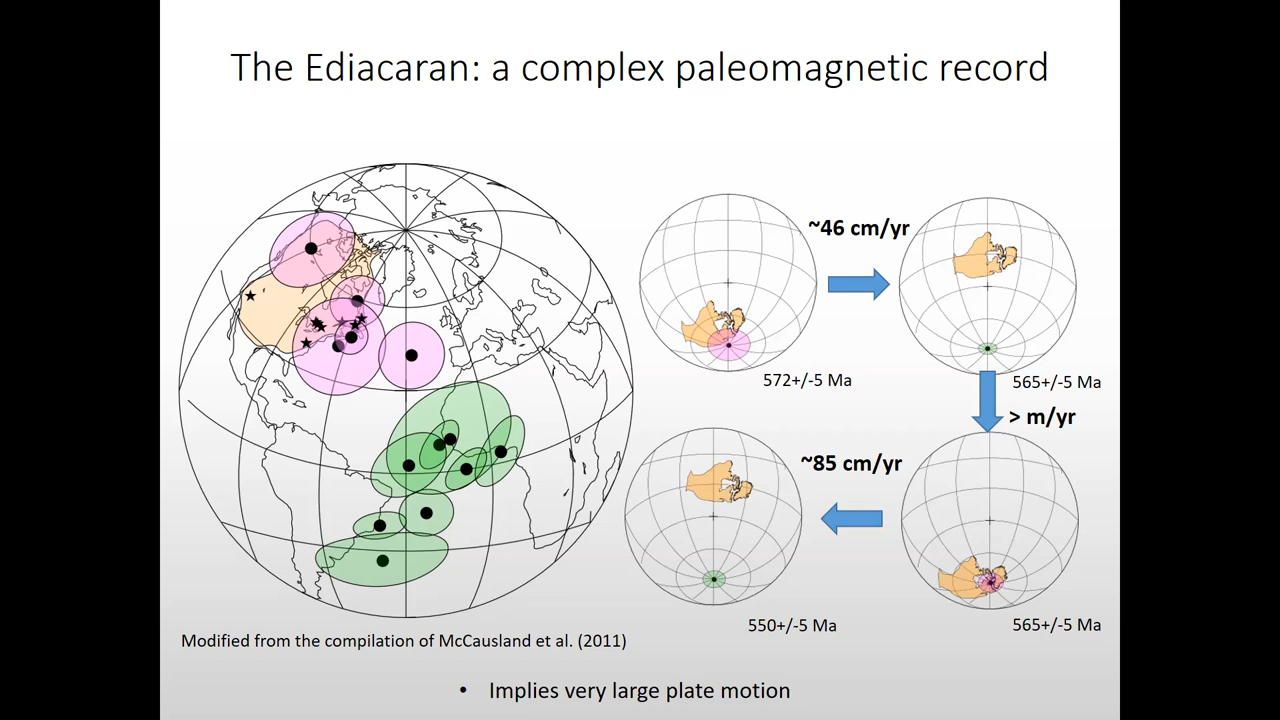 The Ediacaran: a complex paleomagnetic record
~46 cm/yr
572+/-5 Ma
565+/-5 Ma
> m/yr
~85 cm/yr
550+/-5 Ma
565+/-5 Ma
Modified from the compilation of McCausland et al. (2011)
• Implies very large plate motion